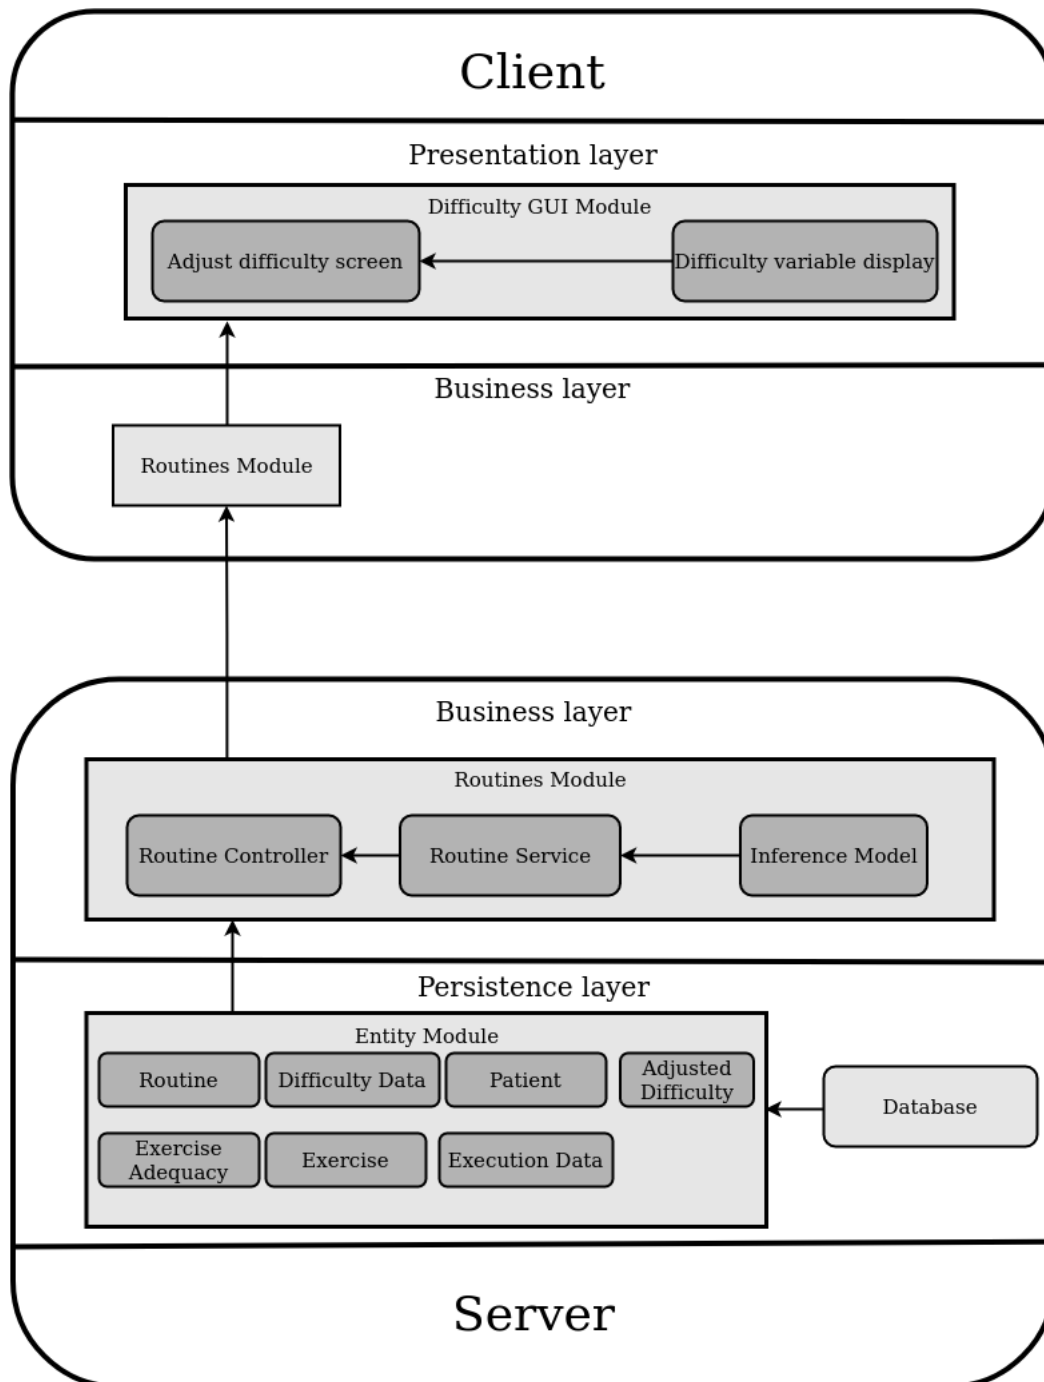 Client
Presentation layer
Difficulty GUI Module
Adjust difficulty screen
Difficulty variable display
Business layer
Routines Module
Business layer
Routines Module
Routine Controller
Routine Service
Inference Model
Persistence layer
Entity Module
Routine
Difficulty Data
Patient
Adjusted
Difficulty
Database
Exercise
Adequacy
Exercise
Execution Data
Server